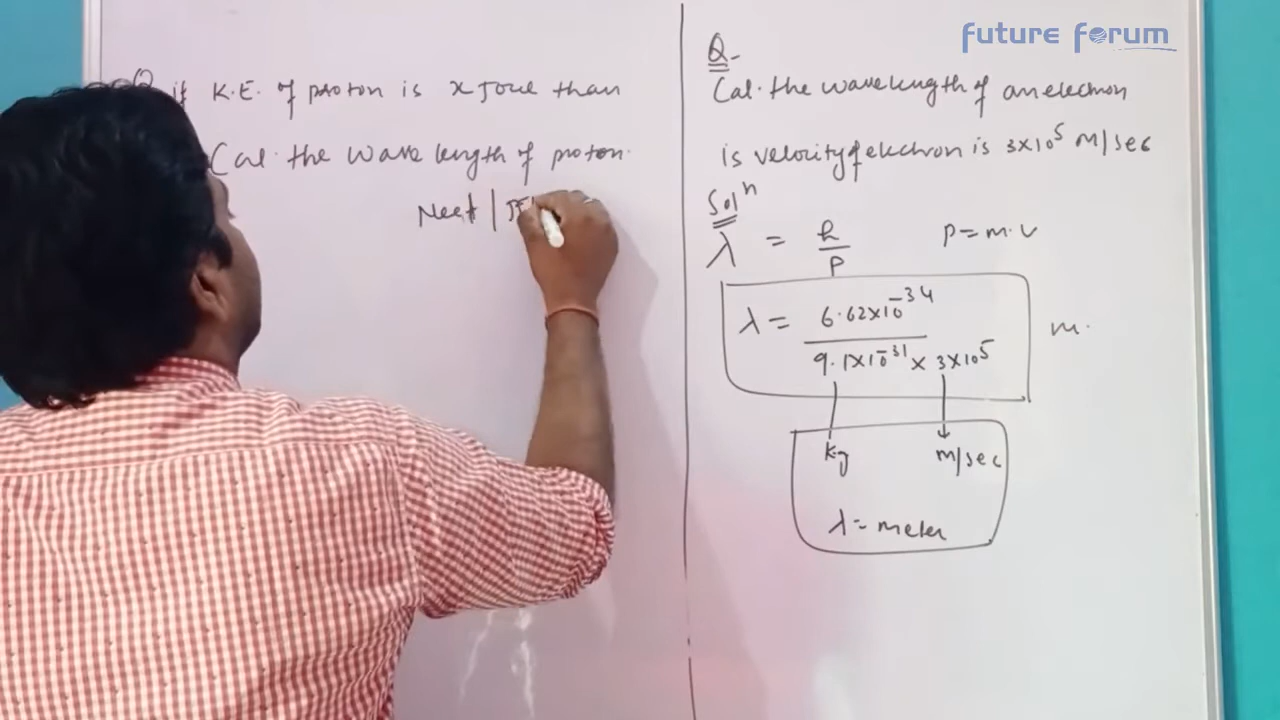 Q if K.E. of proton is x Joul than
Cal. the wave length of proton.
Neet | JE
Q-
Cal. the wavelength of an electron
is velocity of electron is 3x10⁵ M/sec
Solⁿ
λ = h/p p = m.v
λ = 6.62x10⁻³⁴ / 9.1x10⁻³¹ x 3x10⁵ m.
kg m/sec
λ = meter
future forum